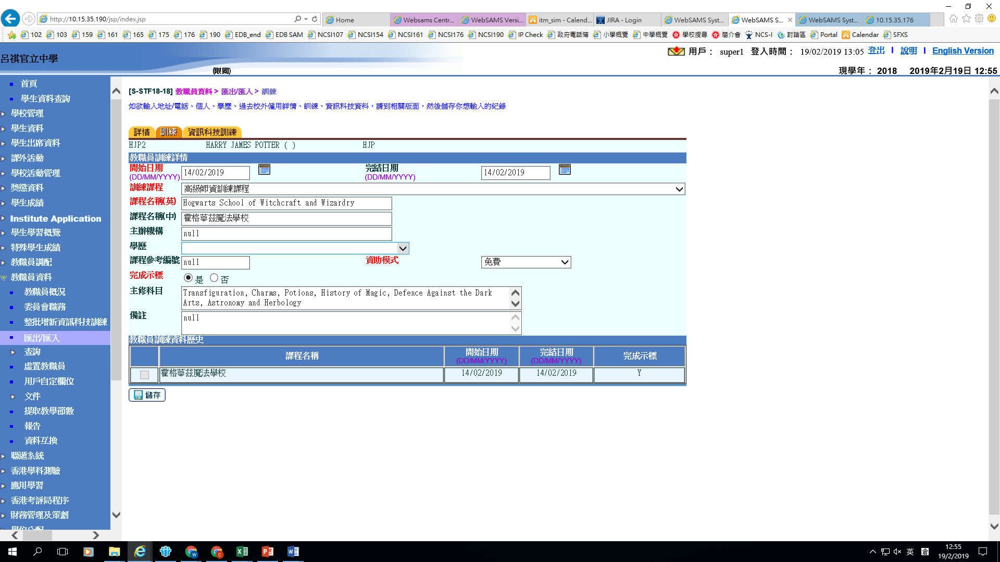 http://10.15.35.190/jsp/index.jsp
Home
Websams Centr...
WebSAMS Versi...
itm_sim - Calend...
JIRA - Login
WebSAMS Syst...
WebSAMS S...
WebSAMS Syst...
10.15.35.176
102 103 159 161 165 175 176 190 EDB_end EDB SAM NCSI107 NCSI154 NCSI161 NCSI176 NCSI190 IP Check 政府電話簿 小學概覽 中學概覽 學校搜尋 簡介會 NCS-I 討論區 Portal Calendar SFXS
呂祺官立中學
(限閱)
用戶： super1 登入時間： 19/02/2019 13:05 登出 | 說明 | English Version
現學年： 2018 2019年2月19日 12:55
首頁
學生資料查詢
學校管理
學生資料
學生出席資料
課外活動
學校活動管理
獎懲資料
學生成績
Institute Application
學生學習概覽
特殊學生成績
教職員調配
教職員資料
教職員概況
委員會職務
整批增新資訊科技訓練
匯出/匯入
查詢
虛置教職員
用戶自定欄位
文件
提取教學節數
報告
資料互換
聯遞系統
香港學科測驗
應用學習
香港考評局程序
財務管理及策劃
學位分配
[S-STF18-18] 教職員資料 > 匯出/匯入 > 訓練
如欲輸入地址/電話、個人、學歷、過去校外僱用詳情、訓練、資訊科技資料，請到相關版面，然後儲存你想輸入的紀錄
詳情 訓練 資訊科技訓練
HJP2 HARRY JAMES POTTER ( ) HJP
教職員訓練詳情
開始日期 (DD/MM/YYYY) 14/02/2019 完結日期 (DD/MM/YYYY) 14/02/2019
訓練課程 高級師資訓練課程
課程名稱(英) Hogwarts School of Witchcraft and Wizardry
課程名稱(中) 霍格華茲魔法學校
主辦機構 null
學歷
課程參考編號 null 資助模式 免費
完成示標 是 否
主修科目 Transfiguration, Charms, Potions, History of Magic, Defence Against the Dark
Arts, Astronomy and Herbology
備註 null
教職員訓練資料歷史
課程名稱 開始日期 (DD/MM/YYYY) 完結日期 (DD/MM/YYYY) 完成示標
霍格華茲魔法學校 14/02/2019 14/02/2019 Y
儲存
英
12:55
19/2/2019